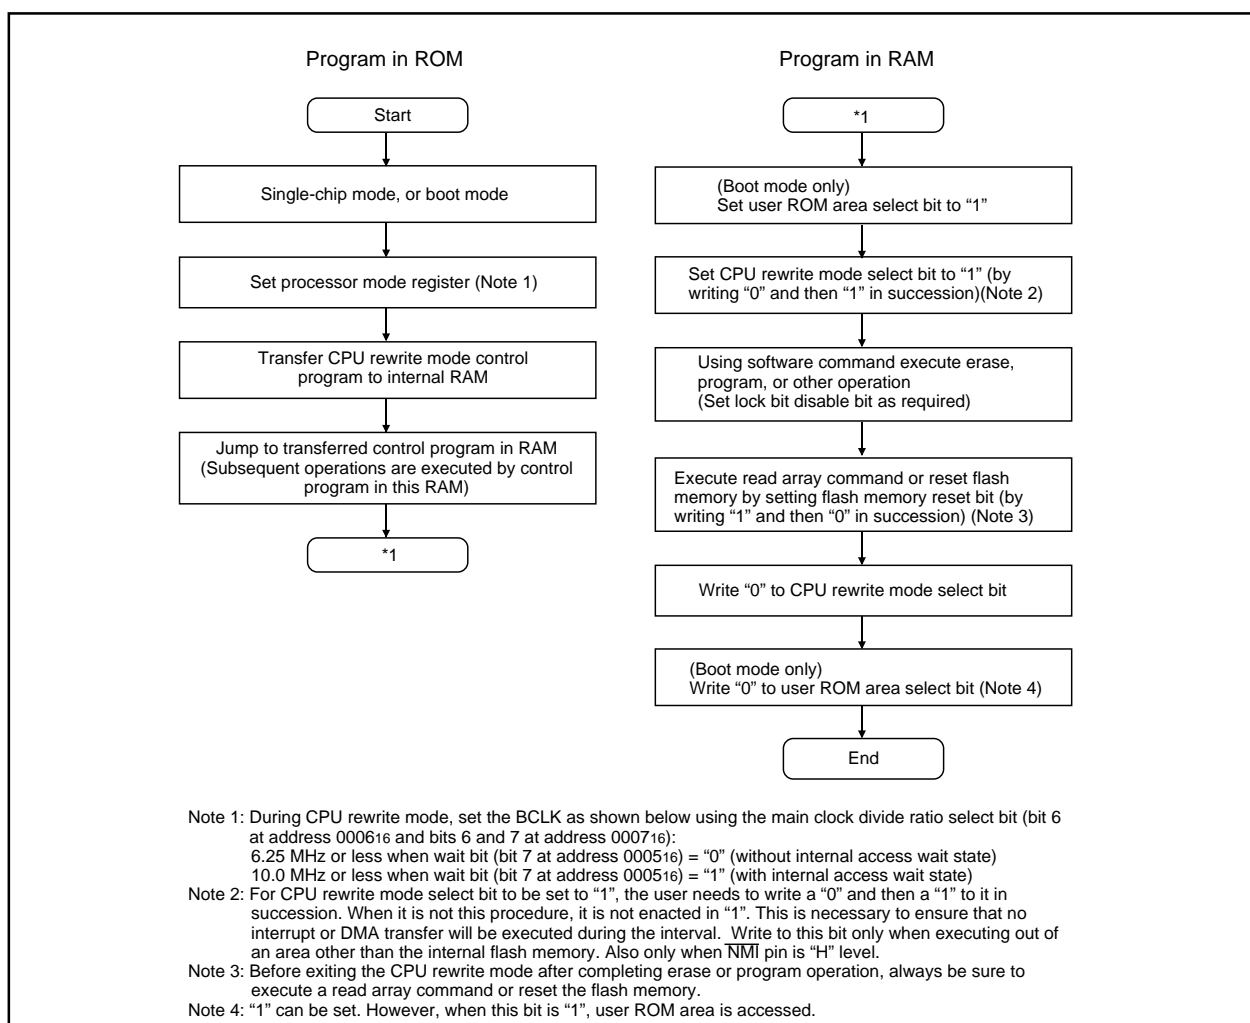 Program in ROM
Start
Single-chip mode, or boot mode
Set processor mode register (Note 1)
Transfer CPU rewrite mode control
program to internal RAM
Jump to transferred control program in RAM
(Subsequent operations are executed by control
program in this RAM)
*1
Program in RAM
*1
(Boot mode only)
Set user ROM area select bit to “1”
Set CPU rewrite mode select bit to “1” (by
writing “0” and then “1” in succession)(Note 2)
Using software command execute erase,
program, or other operation
(Set lock bit disable bit as required)
Execute read array command or reset flash
memory by setting flash memory reset bit (by
writing “1” and then “0” in succession) (Note 3)
Write “0” to CPU rewrite mode select bit
(Boot mode only)
Write “0” to user ROM area select bit (Note 4)
End
Note 1: During CPU rewrite mode, set the BCLK as shown below using the main clock divide ratio select bit (bit 6
at address 000616 and bits 6 and 7 at address 000716):
6.25 MHz or less when wait bit (bit 7 at address 000516) = “0” (without internal access wait state)
10.0 MHz or less when wait bit (bit 7 at address 000516) = “1” (with internal access wait state)
Note 2: For CPU rewrite mode select bit to be set to “1”, the user needs to write a “0” and then a “1” to it in
succession. When it is not this procedure, it is not enacted in “1”. This is necessary to ensure that no
interrupt or DMA transfer will be executed during the interval. Write to this bit only when executing out of
an area other than the internal flash memory. Also only when NMI pin is “H” level.
Note 3: Before exiting the CPU rewrite mode after completing erase or program operation, always be sure to
execute a read array command or reset the flash memory.
Note 4: “1” can be set. However, when this bit is “1”, user ROM area is accessed.